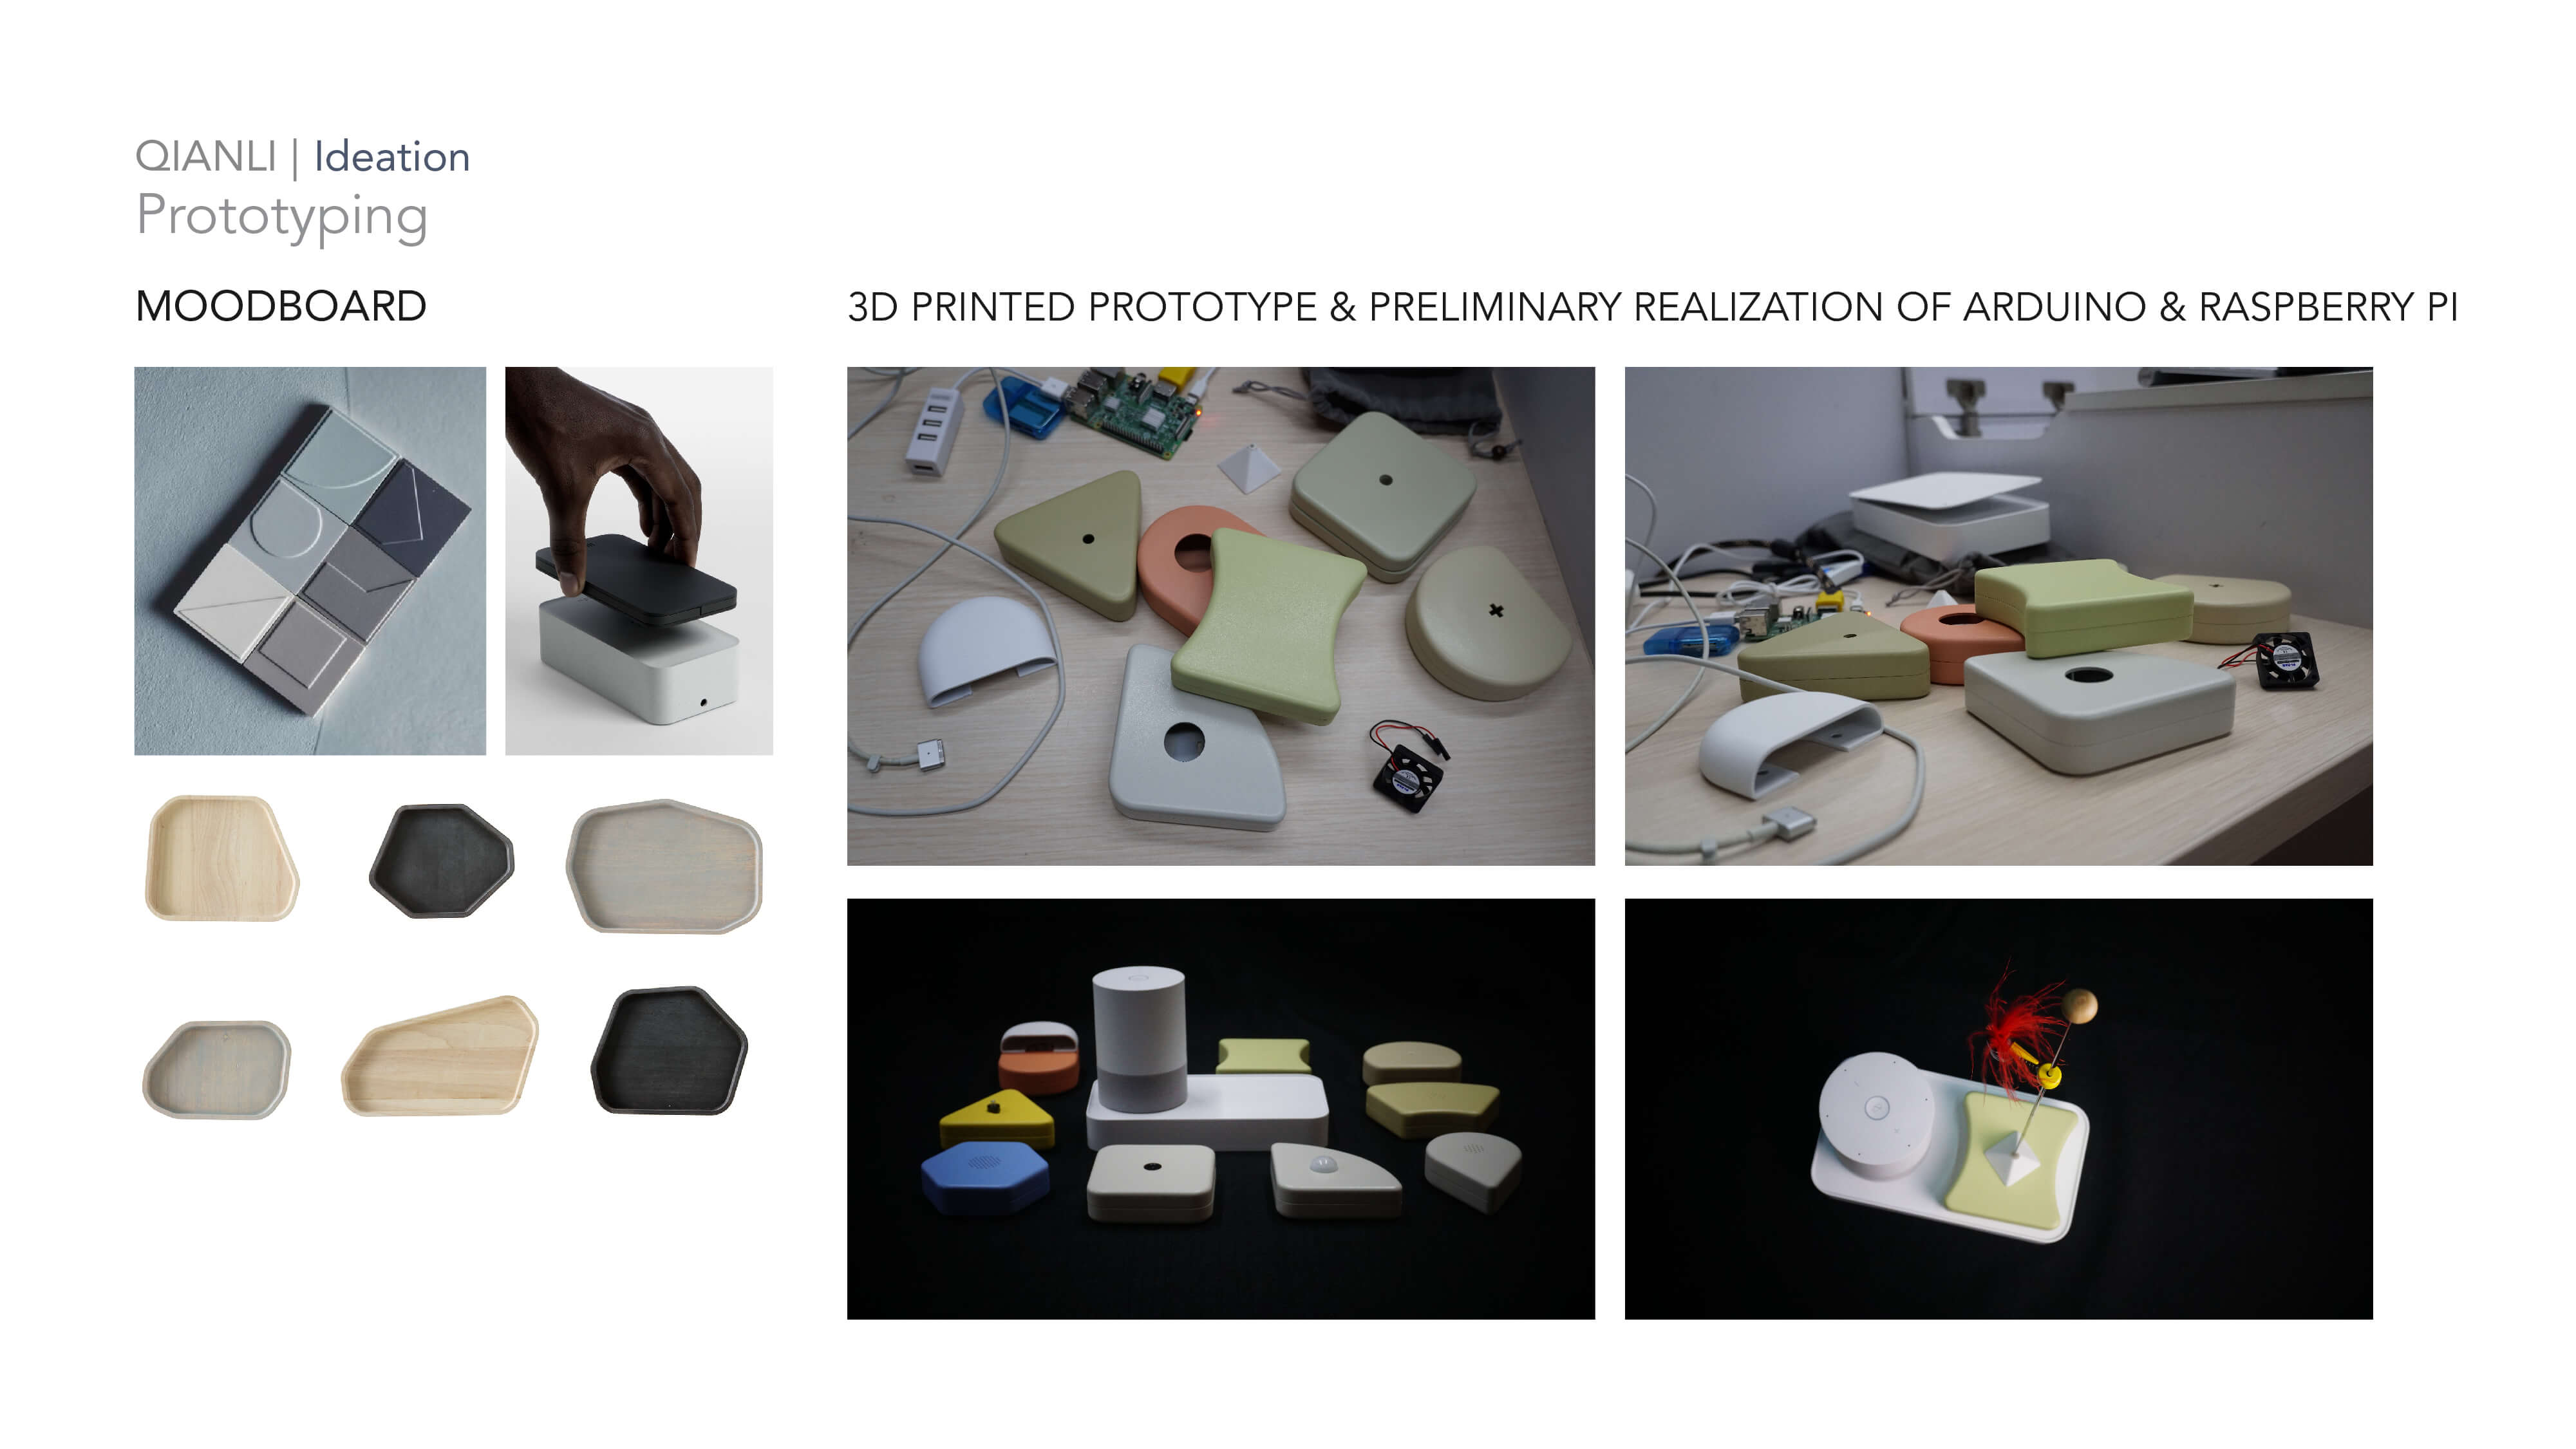 QIANLI | Ideation
Prototyping
MOODBOARD
3D PRINTED PROTOTYPE & PRELIMINARY REALIZATION OF ARDUINO & RASPBERRY PI